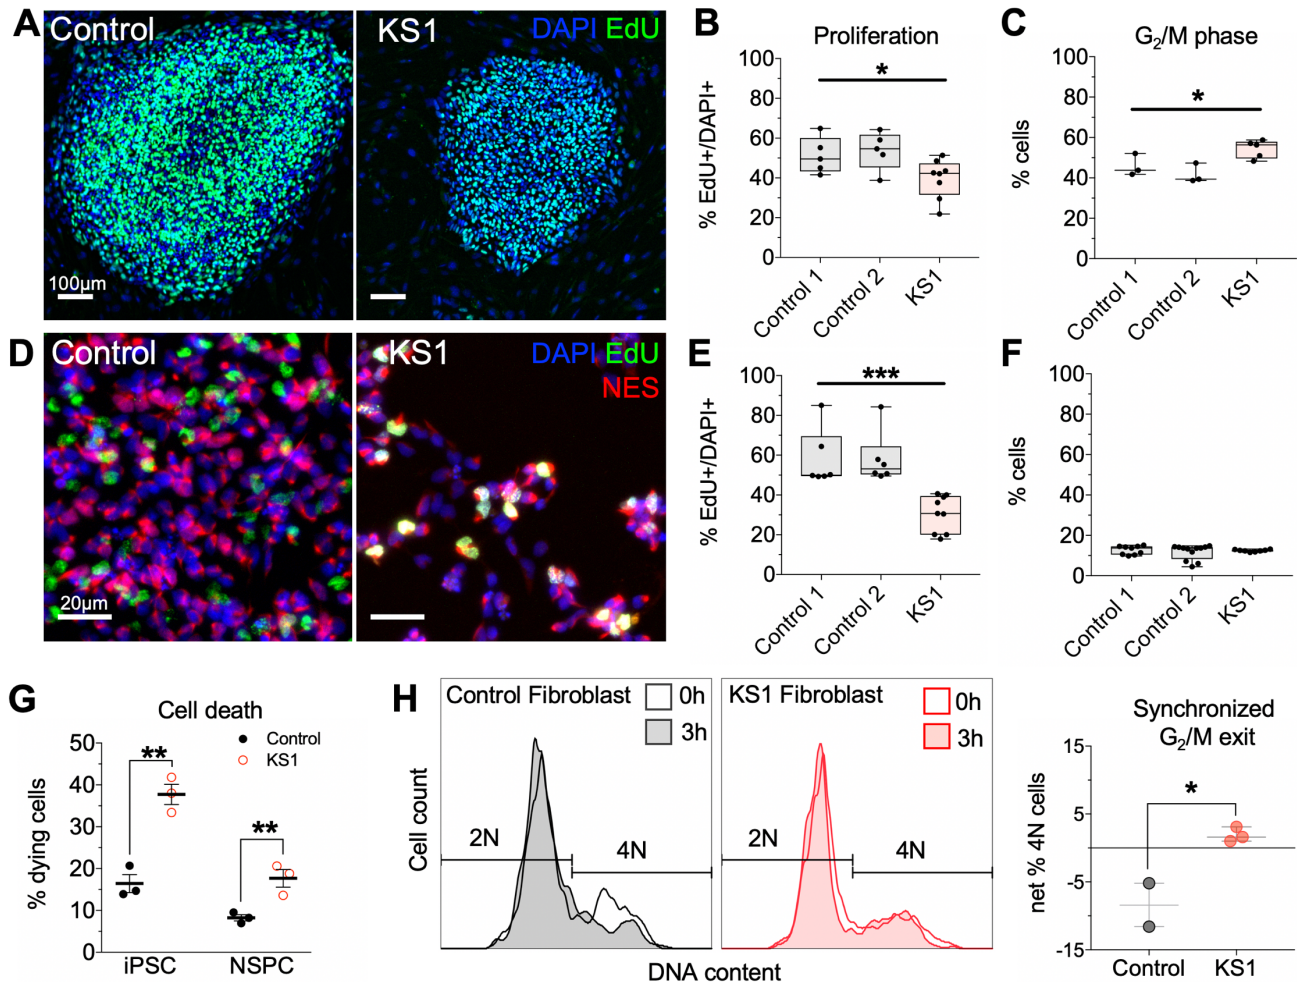 A
Control
KS1
DAPI EdU
100μm
B
Proliferation
% EdU+/DAPI+
100
80
60
40
20
0
*
Control 1
Control 2
KS1
C
G2/M phase
% cells
100
80
60
40
20
0
*
Control 1
Control 2
KS1
D
Control
KS1
DAPI EdU
NES
20μm
E
% EdU+/DAPI+
100
80
60
40
20
0
***
Control 1
Control 2
KS1
F
% cells
100
80
60
40
20
0
Control 1
Control 2
KS1
G
Cell death
% dying cells
50
40
30
20
10
0
**
**
Control
KS1
iPSC
NSPC
H
Control Fibroblast
0h
3h
2N
4N
Cell count
KS1 Fibroblast
0h
3h
2N
4N
DNA content
Synchronized
G2/M exit
net % 4N cells
15
5
-5
-15
*
Control
KS1